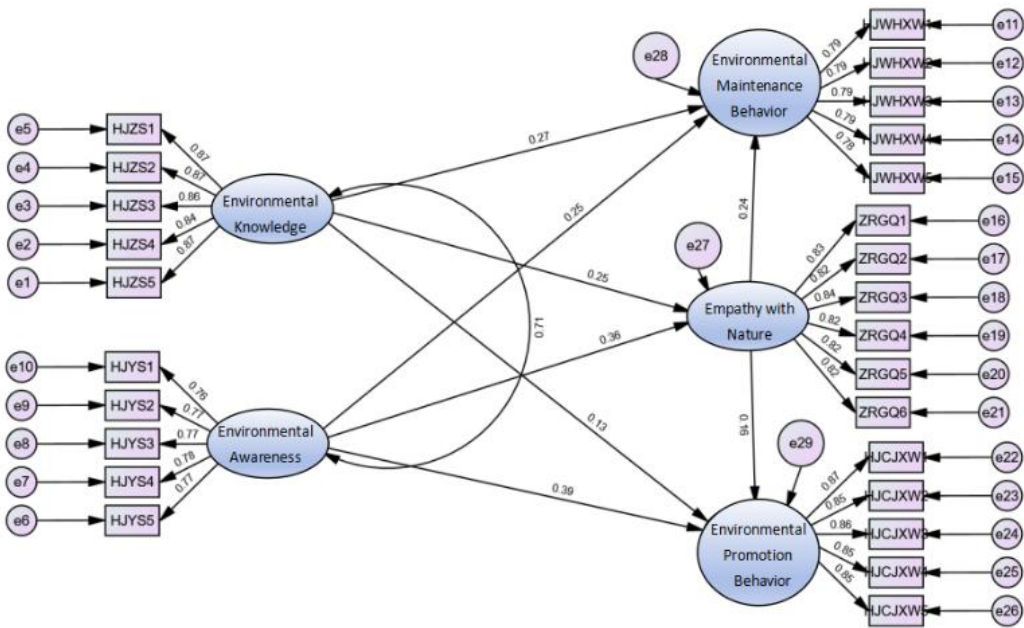 e5
HJZS1
0.87
e4
HJZS2
0.87
e3
HJZS3
0.86
e2
HJZS4
0.84
e1
HJZS5
0.87
Environmental
Knowledge
e10
HJYS1
0.76
e9
HJYS2
0.77
e8
HJYS3
0.77
e7
HJYS4
0.78
e6
HJYS5
0.77
Environmental
Awareness
0.27
0.25
0.25
0.36
0.71
0.13
0.39
0.24
0.16
e28
Environmental
Maintenance
Behavior
0.79
HJWHXW1
e11
0.79
HJWHXW2
e12
0.79
HJWHXW3
e13
0.79
HJWHXW4
e14
0.78
HJWHXW5
e15
e27
Empathy with
Nature
0.83
ZRGQ1
e16
0.82
ZRGQ2
e17
0.84
ZRGQ3
e18
0.82
ZRGQ4
e19
0.82
ZRGQ5
e20
0.82
ZRGQ6
e21
e29
Environmental
Promotion
Behavior
0.87
HJCJXW1
e22
0.85
HJCJXW2
e23
0.86
HJCJXW3
e24
0.85
HJCJXW4
e25
0.85
HJCJXW5
e26